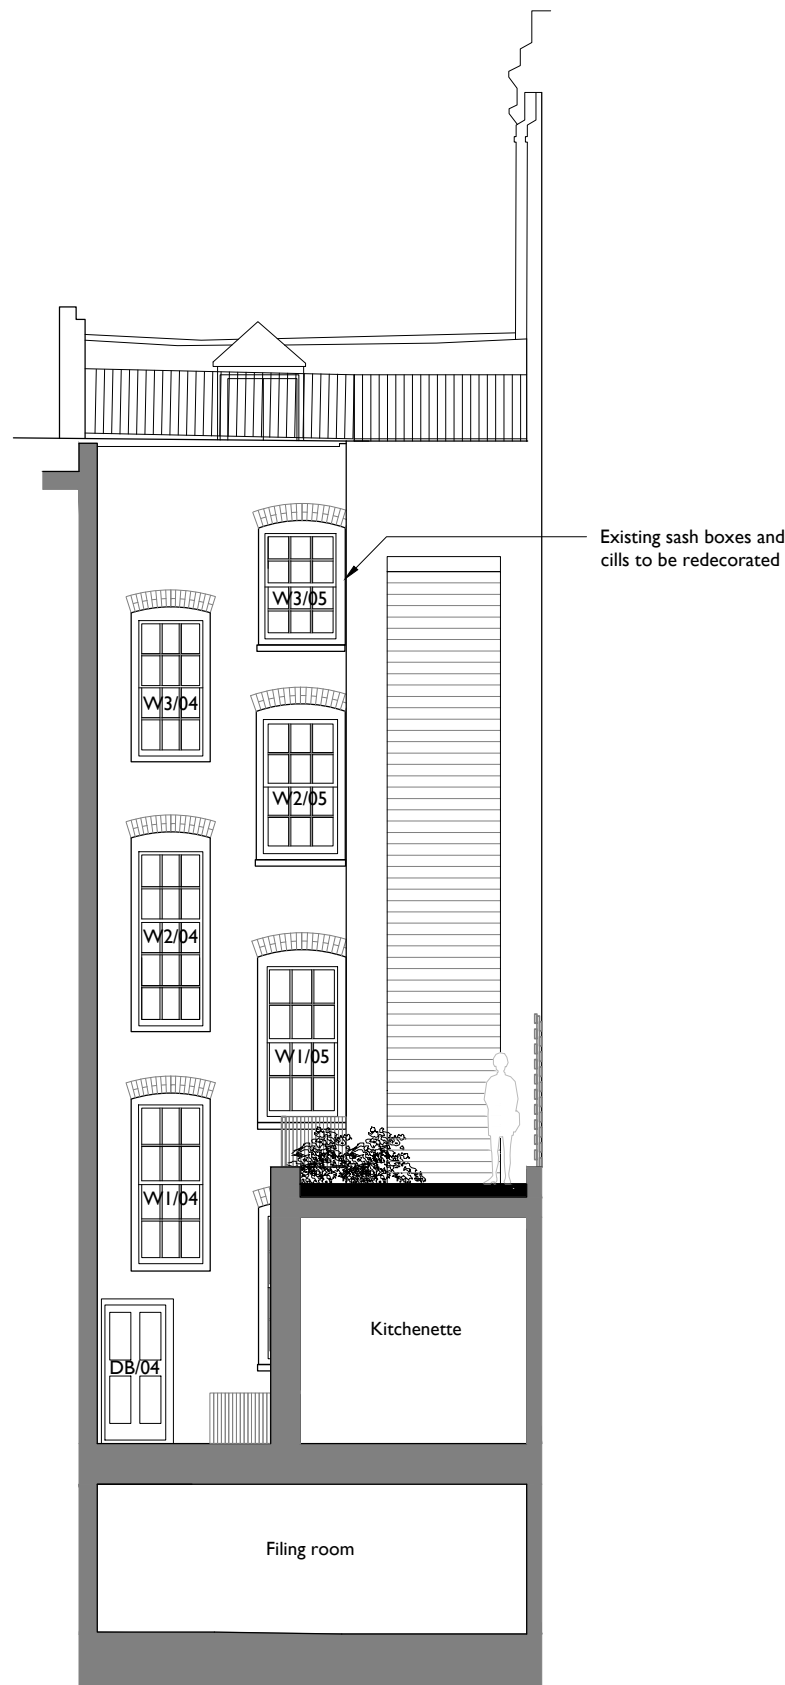 Existing sash boxes and
cills to be redecorated
W3/05
W3/04
W2/05
W2/04
W1/05
W1/04
Kitchenette
DB/04
Filing room